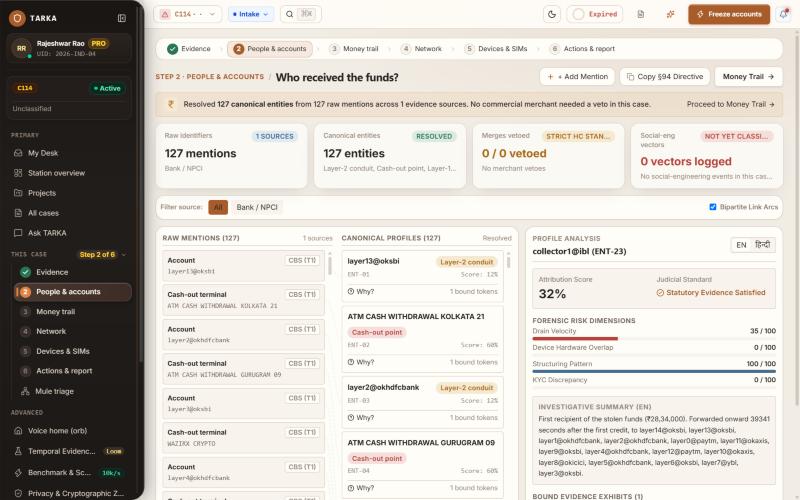 TARKA
RR
Rajeshwar Rao PRO
UID: 2026-IND-04
C114
Active
Unclassified
PRIMARY
My Desk
Station overview
Projects
All cases
Ask TARKA
THIS CASE
Step 2 of 6
Evidence
2 People & accounts
3 Money trail
4 Network
5 Devices & SIMs
6 Actions & report
Mule triage
ADVANCED
Voice home (orb)
Temporal Evidenc...
Loom
Benchmark & Sc...
10k/s
Privacy & Cryptographic Z...
C114 · ·
Intake
⌘K
Expired
Freeze accounts
Evidence
2 People & accounts
3 Money trail
4 Network
5 Devices & SIMs
6 Actions & report
STEP 2 · PEOPLE & ACCOUNTS / Who received the funds?
+ + Add Mention
Copy §94 Directive
Money Trail →
₹ Resolved 127 canonical entities from 127 raw mentions across 1 evidence sources. No commercial merchant needed a veto in this case.
Proceed to Money Trail →
Raw identifiers
1 SOURCES
127 mentions
Bank / NPCI
Canonical entities
RESOLVED
127 entities
Layer-2 conduit, Cash-out point, Layer-1...
Merges vetoed
STRICT HC STAN...
0 / 0 vetoed
No merchant vetoes
Social-eng vectors
NOT YET CLASSI...
0 vectors logged
No social-engineering events in this cas...
Filter source:
All
Bank / NPCI
Bipartite Link Arcs
RAW MENTIONS (127)
1 sources
Account
CBS (T1)
layer13@oksbi
Cash-out terminal
CBS (T1)
ATM CASH WITHDRAWAL KOLKATA 21
Account
CBS (T1)
layer2@okhdfcbank
Cash-out terminal
CBS (T1)
ATM CASH WITHDRAWAL GURUGRAM 09
Account
CBS (T1)
layer3@oksbi
Cash-out terminal
CBS (T1)
WAZIRX CRYPTO
Account
CBS (T1)
CANONICAL PROFILES (127)
Resolved
layer13@oksbi
Layer-2 conduit
ENT-01
Score: 12%
Why?
1 bound tokens
ATM CASH WITHDRAWAL KOLKATA 21
Cash-out point
ENT-02
Score: 60%
Why?
1 bound tokens
layer2@okhdfcbank
Layer-2 conduit
ENT-03
Score: 12%
Why?
1 bound tokens
ATM CASH WITHDRAWAL GURUGRAM 09
Cash-out point
ENT-04
Score: 60%
Why?
1 bound tokens
PROFILE ANALYSIS
collector1@ibl (ENT-23)
EN
हिन्दी
Attribution Score
32%
Judicial Standard
Statutory Evidence Satisfied
FORENSIC RISK DIMENSIONS
Drain Velocity
35 / 100
Device Hardware Overlap
0 / 100
Structuring Pattern
100 / 100
KYC Discrepancy
0 / 100
INVESTIGATIVE SUMMARY (EN)
First recipient of the stolen funds (₹28,34,000). Forwarded onward 39341
seconds after the first credit, to layer14@oksbi, layer13@oksbi,
layer1@okhdfcbank, layer2@okhdfcbank, layer0@paytm, layer11@okaxis,
layer9@oksbi, layer4@okhdfcbank, layer12@paytm, layer10@okaxis,
layer8@okicici, layer5@okhdfcbank, layer6@oksbi, layer7@ybl,
layer3@oksbi.
BOUND EVIDENCE EXHIBITS (1)